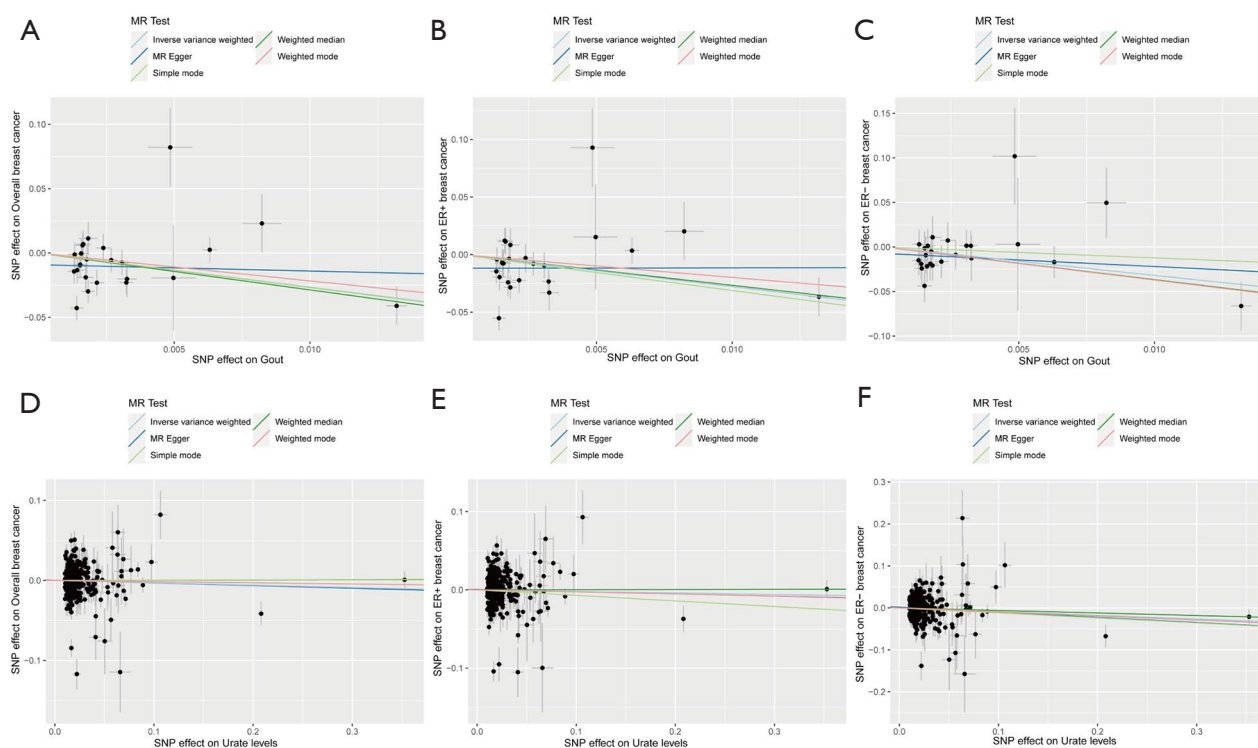 A
MR Test
Inverse variance weighted
Weighted median
MR Egger
Weighted mode
Simple mode
SNP effect on Overall breast cancer
0.10
0.05
0.00
−0.05
0.005
0.010
SNP effect on Gout
B
MR Test
Inverse variance weighted
Weighted median
MR Egger
Weighted mode
Simple mode
SNP effect on ER+ breast cancer
0.10
0.05
0.00
−0.05
0.005
0.010
SNP effect on Gout
C
MR Test
Inverse variance weighted
Weighted median
MR Egger
Weighted mode
Simple mode
SNP effect on ER− breast cancer
0.15
0.10
0.05
0.00
−0.05
−0.10
0.005
0.010
SNP effect on Gout
D
MR Test
Inverse variance weighted
Weighted median
MR Egger
Weighted mode
Simple mode
SNP effect on Overall breast cancer
0.1
0.0
−0.1
0.0
0.1
0.2
0.3
SNP effect on Urate levels
E
MR Test
Inverse variance weighted
Weighted median
MR Egger
Weighted mode
Simple mode
SNP effect on ER+ breast cancer
0.1
0.0
−0.1
0.0
0.1
0.2
0.3
SNP effect on Urate levels
F
MR Test
Inverse variance weighted
Weighted median
MR Egger
Weighted mode
Simple mode
SNP effect on ER− breast cancer
0.3
0.2
0.1
0.0
−0.1
−0.2
0.0
0.1
0.2
0.3
SNP effect on Urate levels